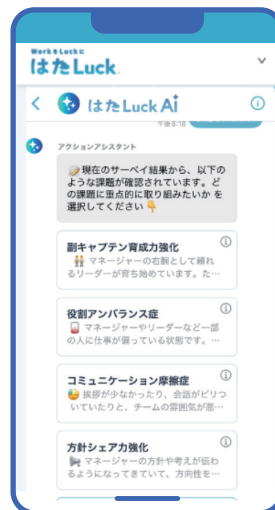 WorkをLuckに
はたLuck
はたLuck Ai
午後8:18
アクションアシスタント
📝現在のサーベイ結果から、以下の
ような課題が確認されています。ど
の課題に重点的に取り組みたいか を
選択してください👇
副キャプテン育成力強化
👬 マネージャーの右腕として頼れ
るリーダーが育ち始めています。た…
役割アンバランス症
マネージャーやリーダーなど一部
の人に仕事が偏っている状態です。…
コミュニケーション摩擦症
挨拶が少なかったり、会話がピリつ
いていたりと、チームの雰囲気が悪…
方針シェア力強化
マネージャーの方針や考えが伝わ
るようになってきていて、方向性を…